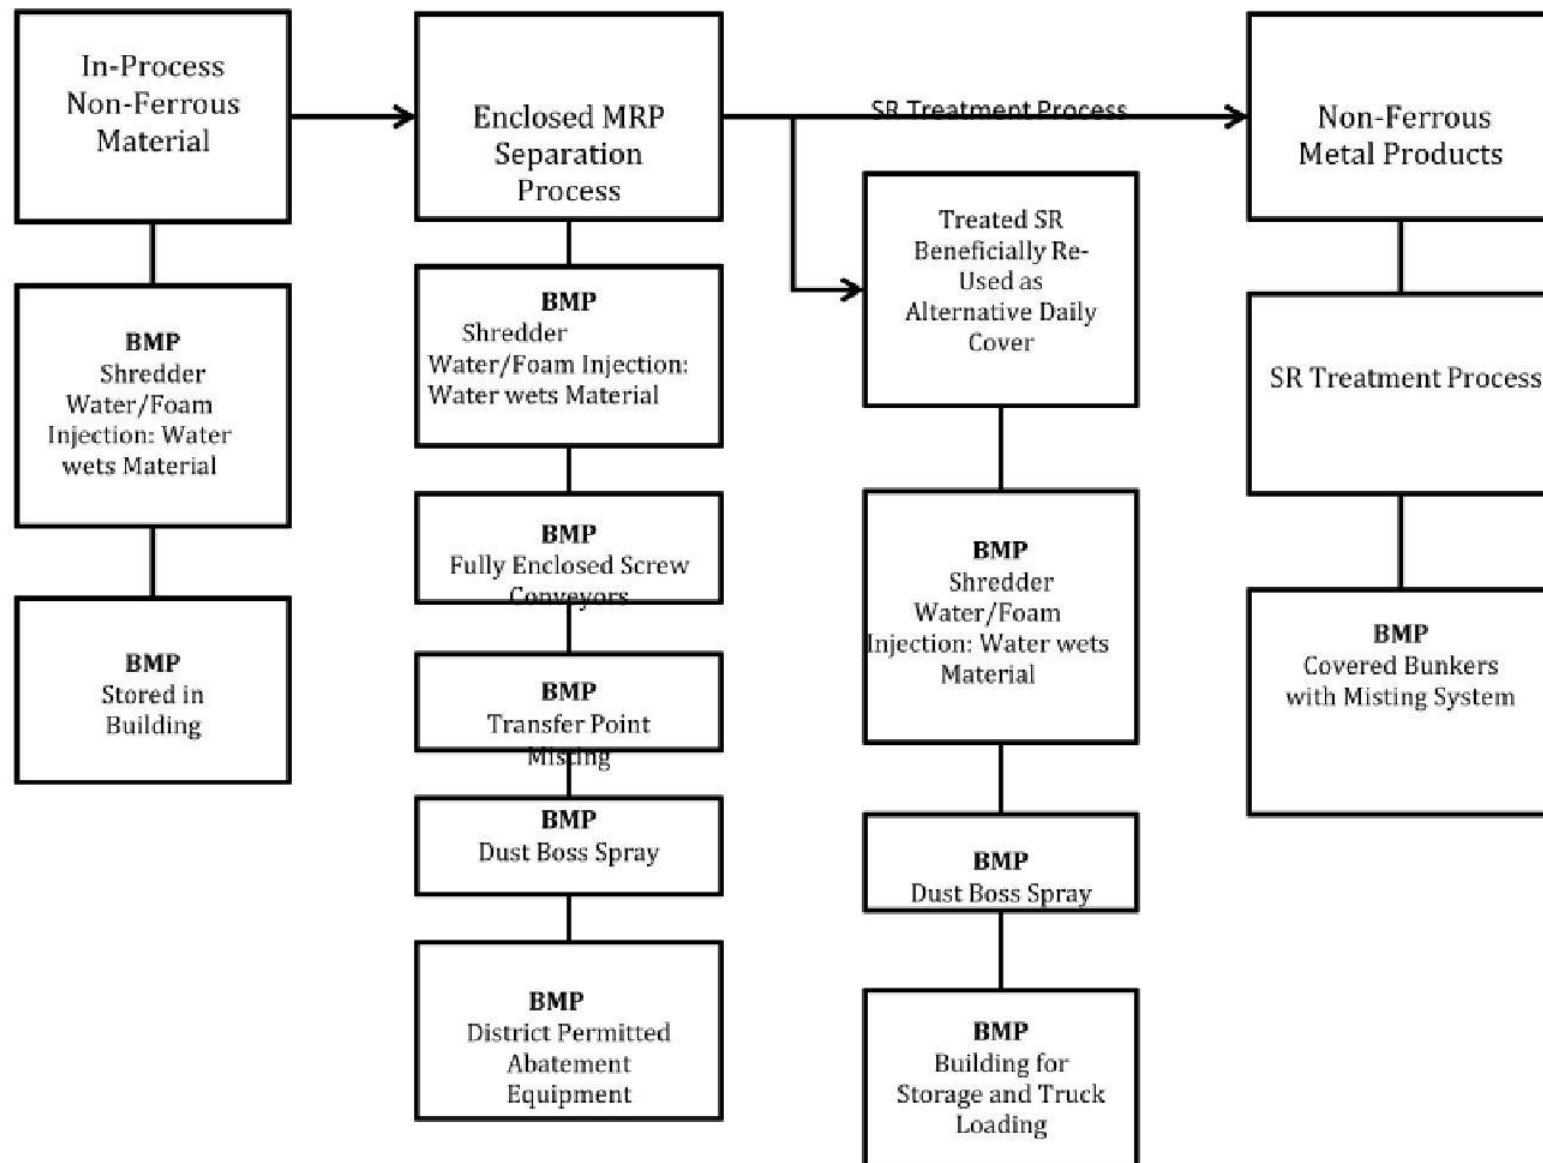 In-Process
Non-Ferrous
Material
BMP
Shredder
Water/Foam
Injection: Water
wets Material
BMP
Stored in
Building
Enclosed MRP
Separation
Process
BMP
Shredder
Water/Foam Injection:
Water wets Material
BMP
Fully Enclosed Screw
Conveyors
BMP
Transfer Point
Misting
BMP
Dust Boss Spray
BMP
District Permitted
Abatement
Equipment
SR Treatment Process
Treated SR
Beneficially Re-
Used as
Alternative Daily
Cover
BMP
Shredder
Water/Foam
Injection: Water wets
Material
BMP
Dust Boss Spray
BMP
Building for
Storage and Truck
Loading
Non-Ferrous
Metal Products
SR Treatment Process
BMP
Covered Bunkers
with Misting System